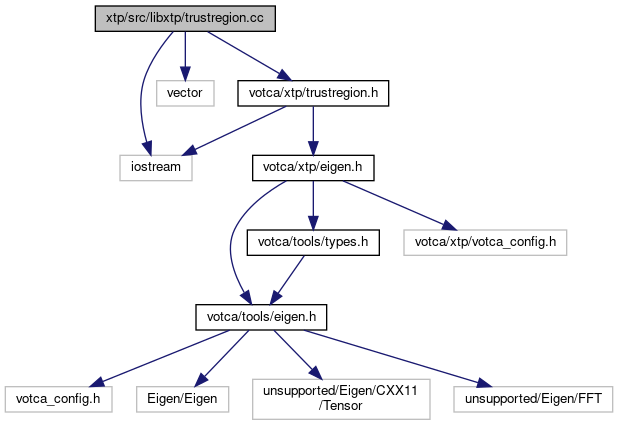 xtp/src/libxtp/trustregion.cc
vector
votca/xtp/trustregion.h
iostream
votca/xtp/eigen.h
votca/tools/types.h
votca/xtp/votca_config.h
votca/tools/eigen.h
votca_config.h
Eigen/Eigen
unsupported/Eigen/CXX11
/Tensor
unsupported/Eigen/FFT